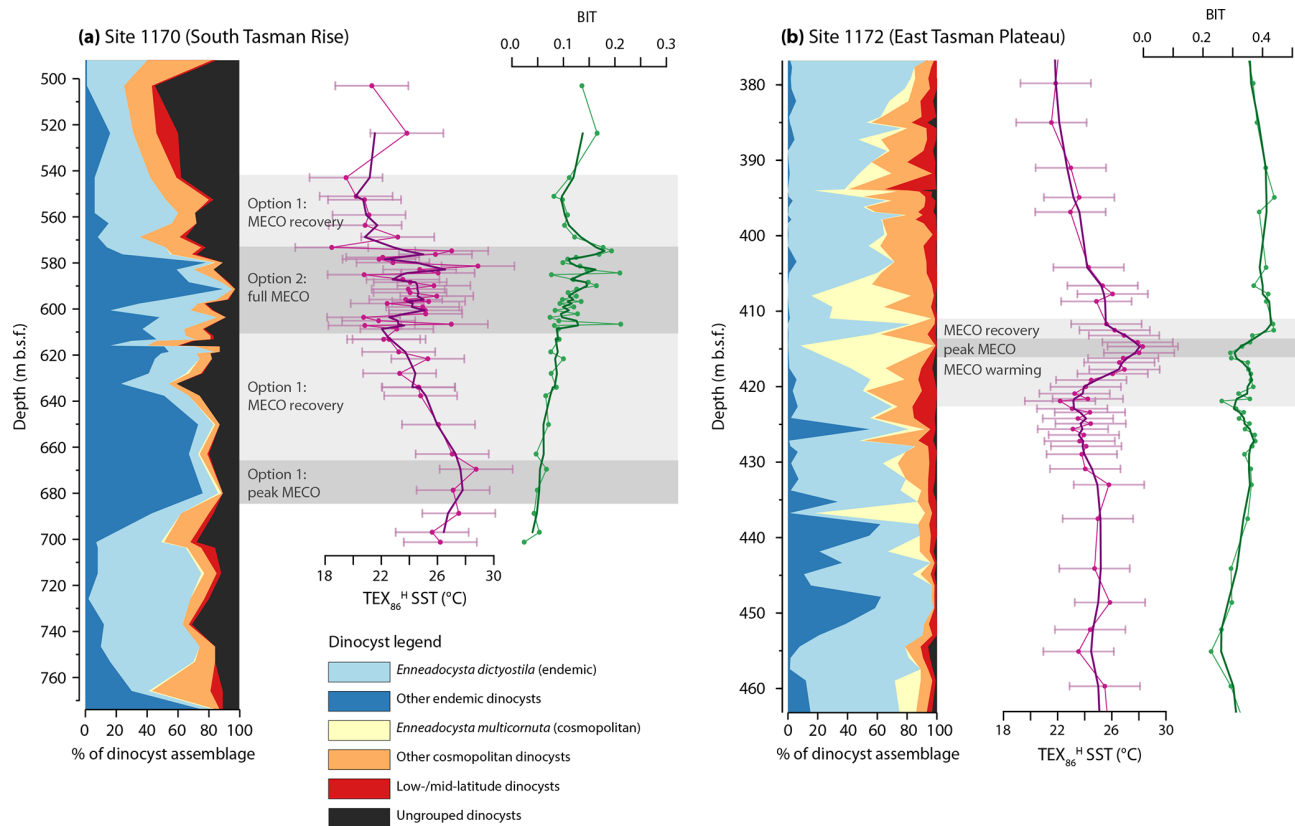 (a) Site 1170 (South Tasman Rise)
BIT
0.0 0.1 0.2 0.3
Depth (m b.s.f.)
500
520
540
560
580
600
620
640
660
680
700
720
740
760
Option 1:
MECO recovery
Option 2:
full MECO
Option 1:
MECO recovery
Option 1:
peak MECO
0 20 40 60 80 100
% of dinocyst assemblage
18 22 26 30
TEX86H SST (°C)
Dinocyst legend
Enneadocysta dictyostila (endemic)
Other endemic dinocysts
Enneadocysta multicornuta (cosmopolitan)
Other cosmopolitan dinocysts
Low-/mid-latitude dinocysts
Ungrouped dinocysts
(b) Site 1172 (East Tasman Plateau)
BIT
0.0 0.2 0.4
Depth (m b.s.f.)
380
390
400
410
420
430
440
450
460
MECO recovery
peak MECO
MECO warming
0 20 40 60 80 100
% of dinocyst assemblage
18 22 26 30
TEX86H SST (°C)